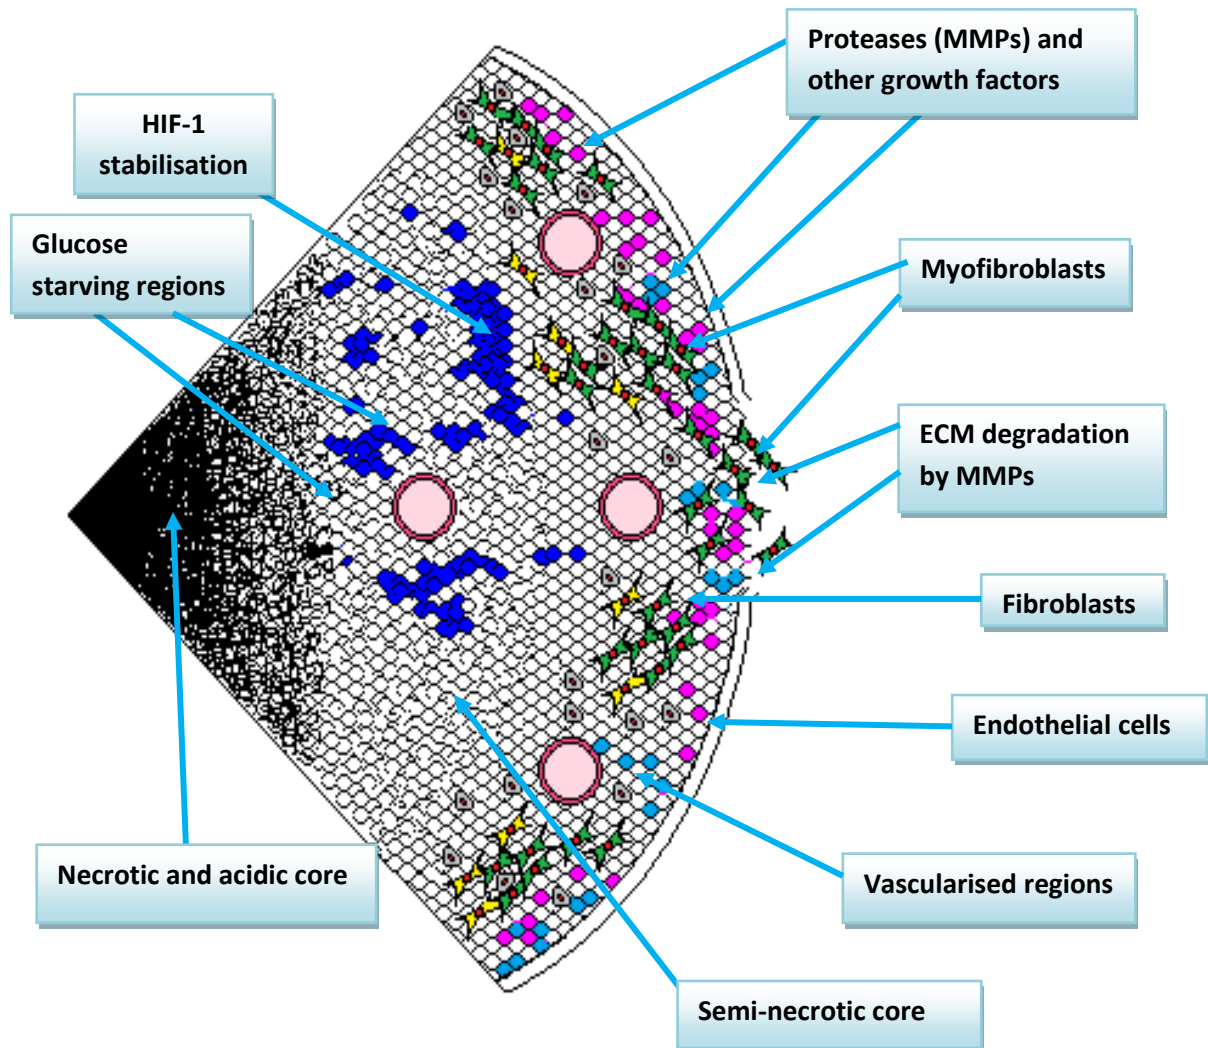 Proteases (MMPs) and
other growth factors
HIF-1
stabilisation
Glucose
starving regions
Myofibroblasts
ECM degradation
by MMPs
Fibroblasts
Endothelial cells
Necrotic and acidic core
Vascularised regions
Semi-necrotic core